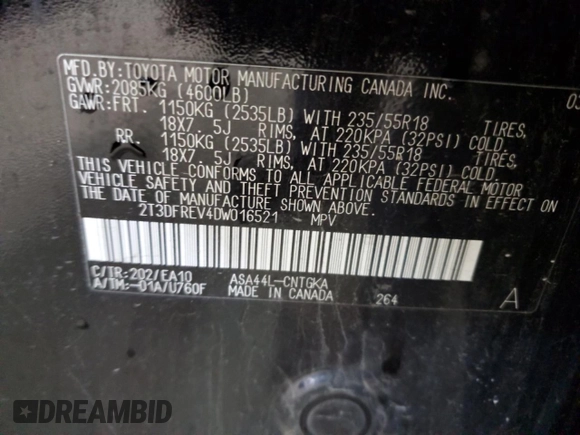 MFD.BY:TOYOTA MOTOR MANUFACTURING CANADA INC.
GVWR:2085KG (4600LB)
GAWR:FRT. 1150KG (2535LB) WITH 235/55R18 TIRES,
18X7.5J RIMS, AT 220KPA (32PSI) COLD.
RR. 1150KG (2535LB) WITH 235/55R18 TIRES,
18X7.5J RIMS, AT 220KPA (32PSI) COLD.
THIS VEHICLE CONFORMS TO ALL APPLICABLE FEDERAL MOTOR
VEHICLE SAFETY AND THEFT PREVENTION STANDARDS IN EFFECT ON
THE DATE OF MANUFACTURE SHOWN ABOVE.
2T3DFREV4DW016521 MPV
C/TR:202/EA10 ASA44L-CNTGKA
A/TM:-01A/U760F MADE IN CANADA 264 A
DREAMBID